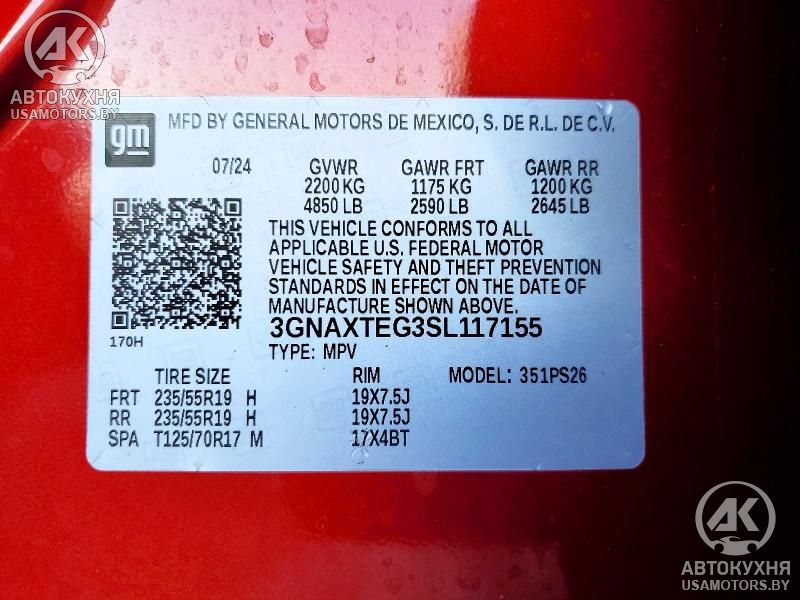 АК
АВТОКУХНЯ
USAMOTORS.BY
gm
MFD BY GENERAL MOTORS DE MEXICO, S. DE R.L. DE C.V.
07/24 GVWR GAWR FRT GAWR RR
2200 KG 1175 KG 1200 KG
4850 LB 2590 LB 2645 LB
THIS VEHICLE CONFORMS TO ALL
APPLICABLE U.S. FEDERAL MOTOR
VEHICLE SAFETY AND THEFT PREVENTION
STANDARDS IN EFFECT ON THE DATE OF
MANUFACTURE SHOWN ABOVE.
3GNAXTEG3SL117155
170H
TYPE: MPV
TIRE SIZE RIM MODEL: 351PS26
FRT 235/55R19 H 19X7.5J
RR 235/55R19 H 19X7.5J
SPA T125/70R17 M 17X4BT
АК
АВТОКУХНЯ
USAMOTORS.BY